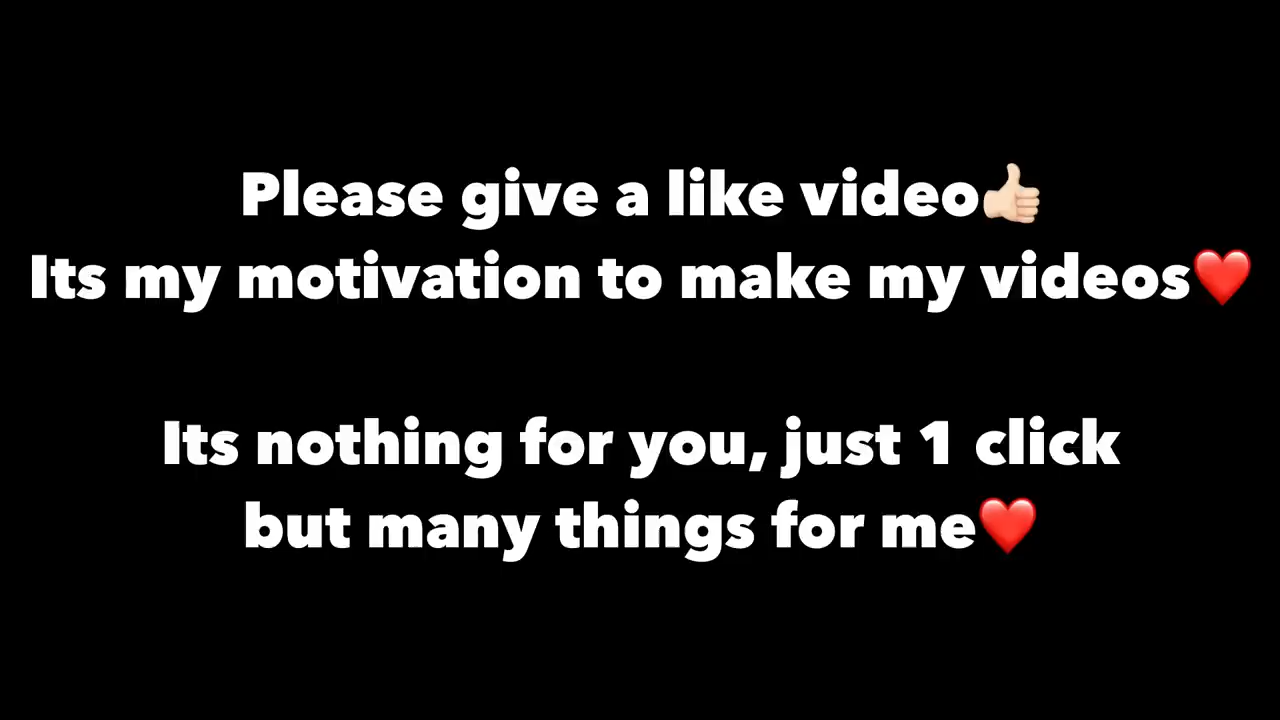 Please give a like video👍🏻
Its my motivation to make my videos❤️
Its nothing for you, just 1 click
but many things for me❤️